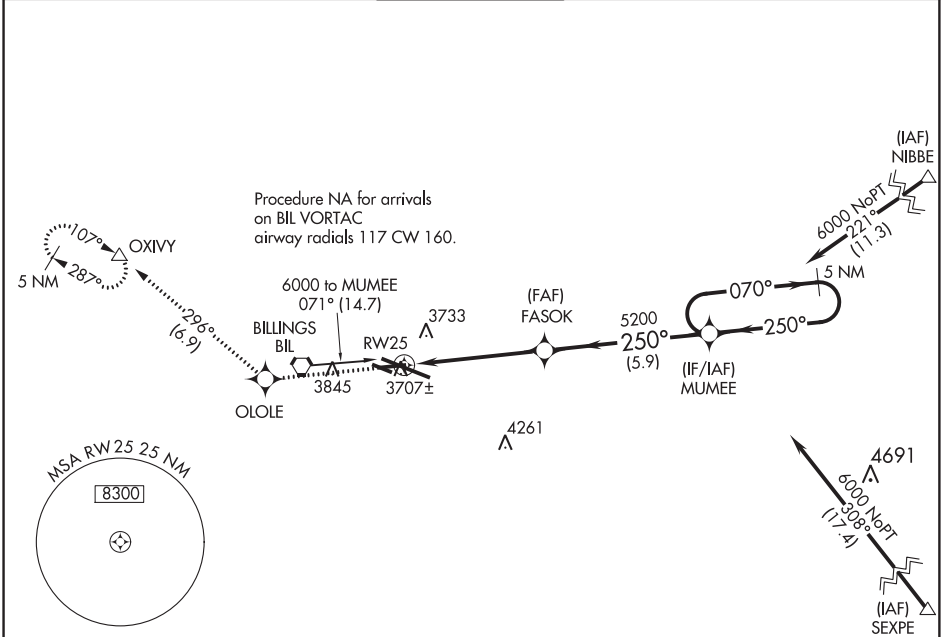 (IAF)
NIBBE
6000 NoPT
221°
(11.3)
Procedure NA for arrivals
on BIL VORTAC
airway radials 117 CW 160.
107°
OXIVY
5 NM
287°
296°
(6.9)
6000 to MUMEE
071° (14.7)
BILLINGS
BIL
RW25
3733
(FAF)
FASOK
5200
250°
(5.9)
070°
5 NM
250°
(IF/IAF)
MUMEE
3845
3707±
OLOLE
4261
MSA RW25 25 NM
8300
4691
6000 NoPT
308°
(17.4)
(IAF)
SEXPE